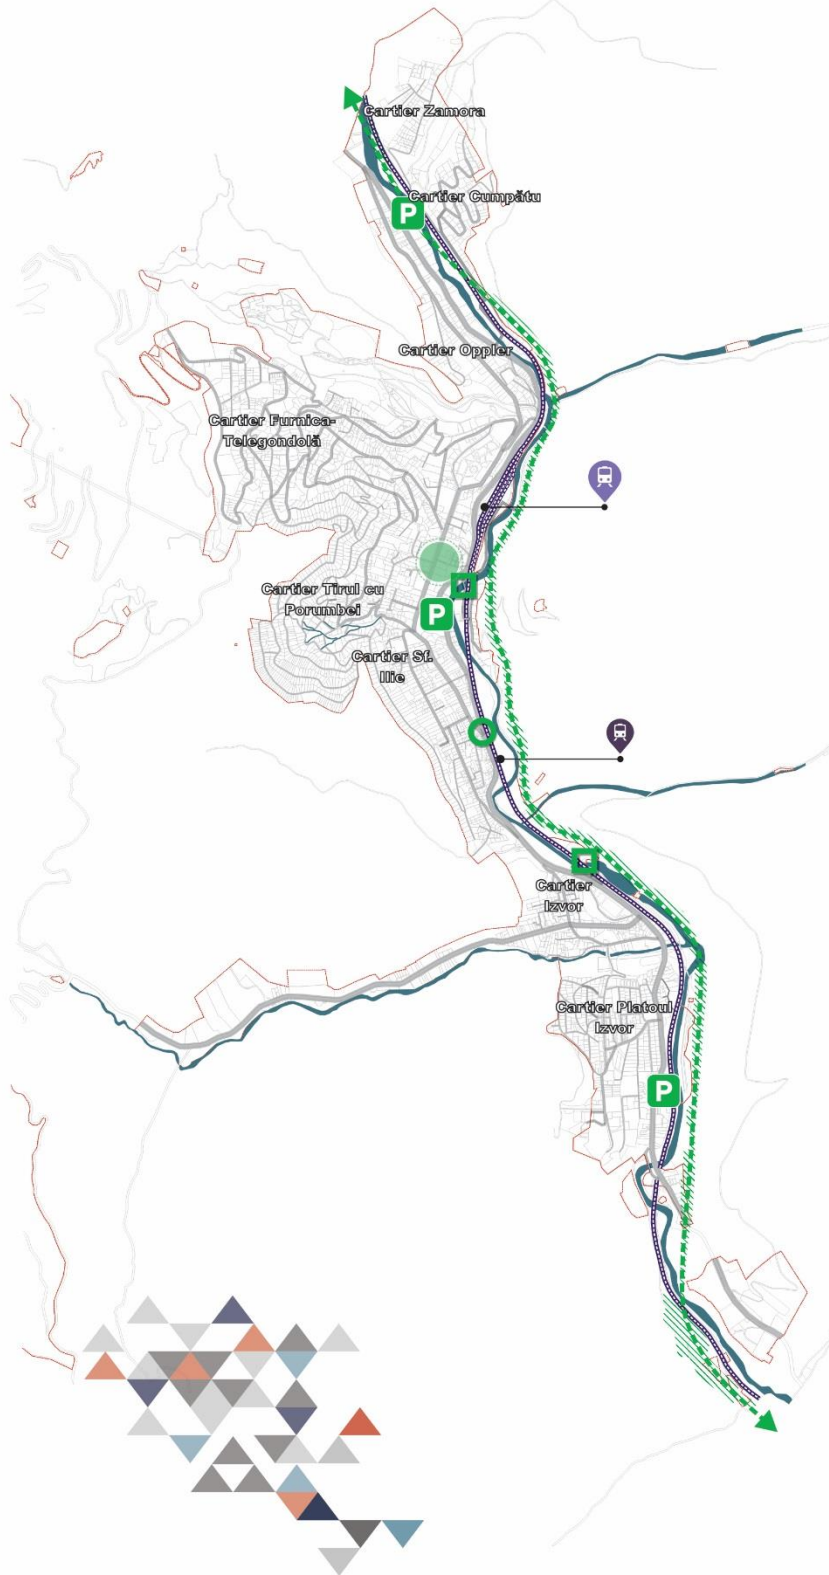 Cartier Zamora
Cartier Cumpătu
P
Cartier Oppler
Cartier Furnica-
Telegondolă
Cartier Tirul cu
Porumbei
P
Cartier Sf.
Ilie
Cartier
Izvor
Cartier Platoul
Izvor
P